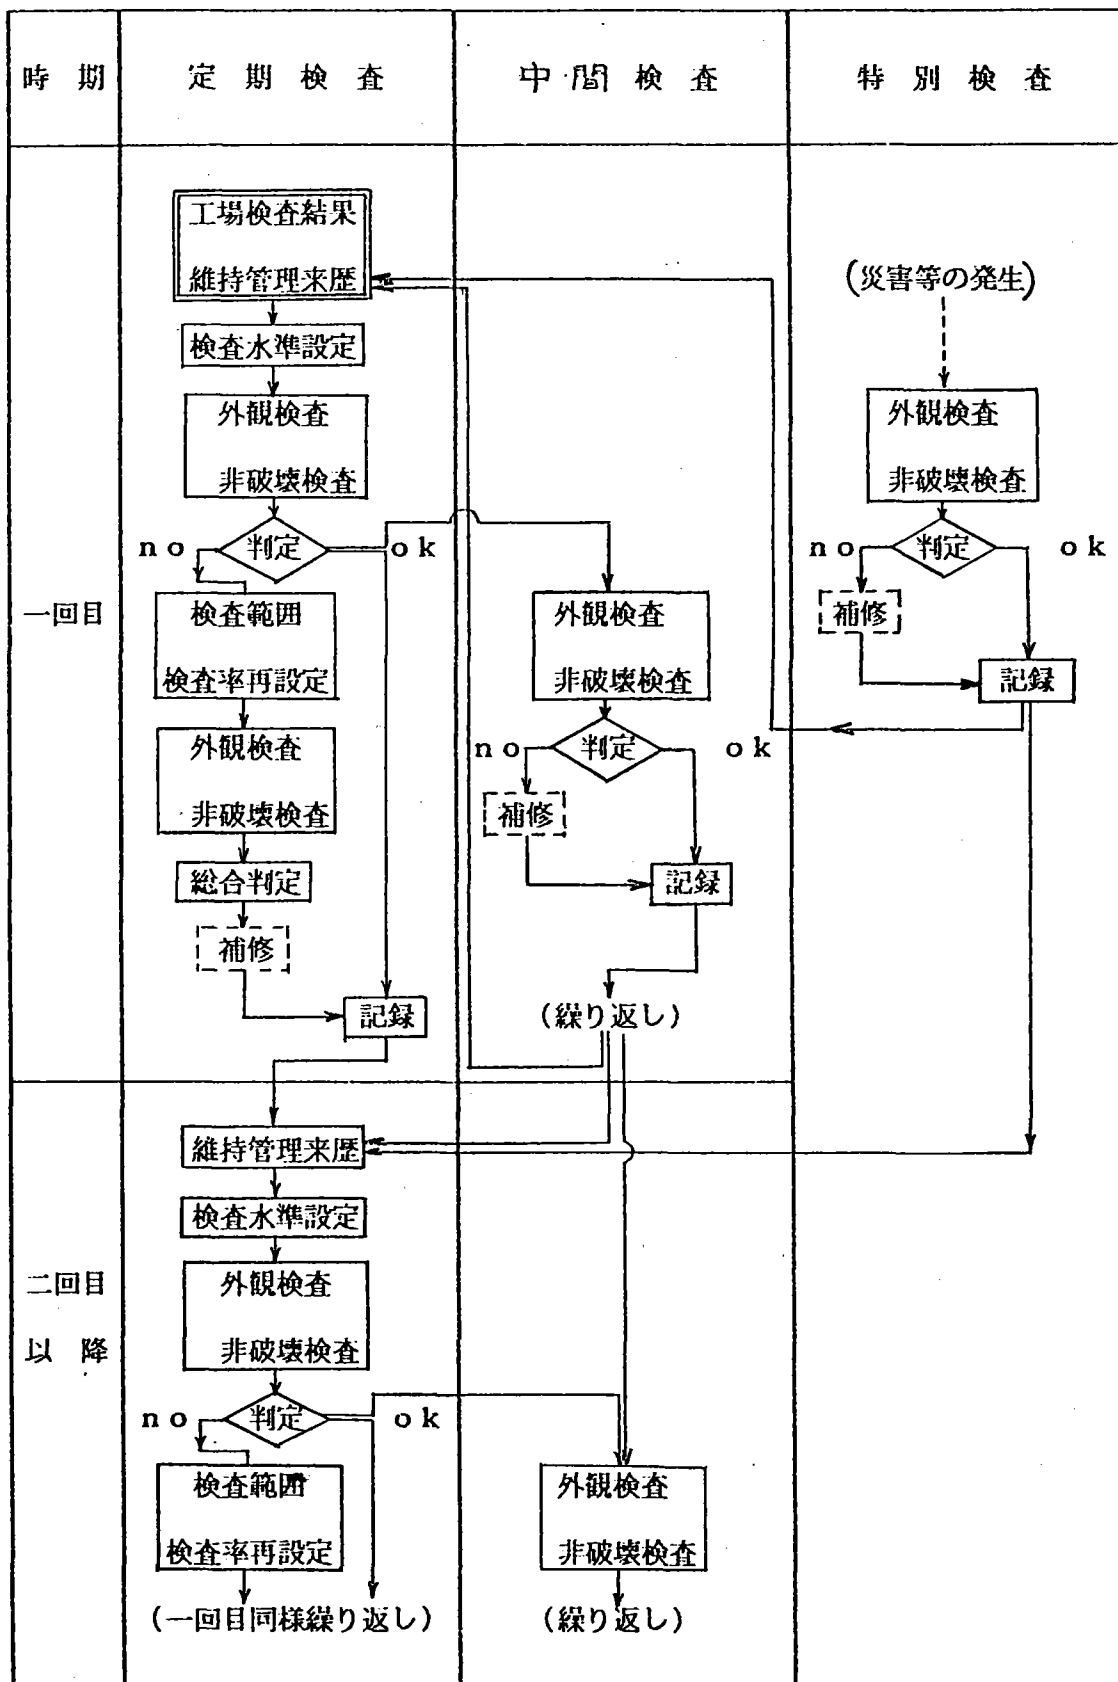 時期
定期検査
中間検査
特別検査
一回目
工場検査結果
維持管理来歴
検査水準設定
外観検査
非破壊検査
no
判定
ok
検査範囲
検査率再設定
外観検査
非破壊検査
総合判定
補修
記録
外観検査
非破壊検査
no
判定
ok
補修
記録
(繰り返し)
(災害等の発生)
外観検査
非破壊検査
no
判定
ok
補修
記録
二回目
以降
維持管理来歴
検査水準設定
外観検査
非破壊検査
no
判定
ok
検査範囲
検査率再設定
(一回目同様繰り返し)
外観検査
非破壊検査
(繰り返し)